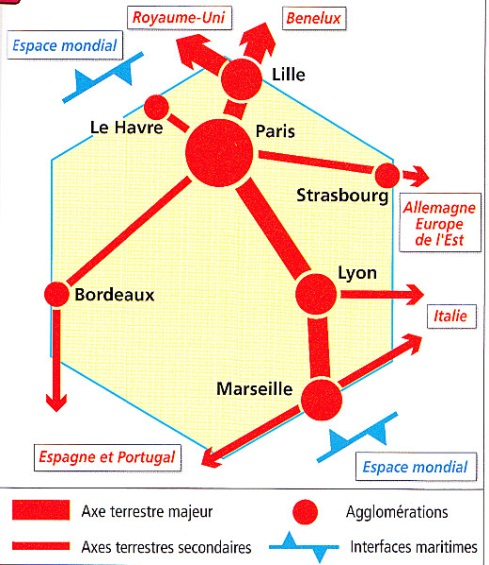 Royaume-Uni
Benelux
Espace mondial
Lille
Le Havre
Paris
Strasbourg
Allemagne
Europe
de l'Est
Lyon
Bordeaux
Italie
Marseille
Espagne et Portugal
Espace mondial
Axe terrestre majeur
Agglomérations
Axes terrestres secondaires
Interfaces maritimes